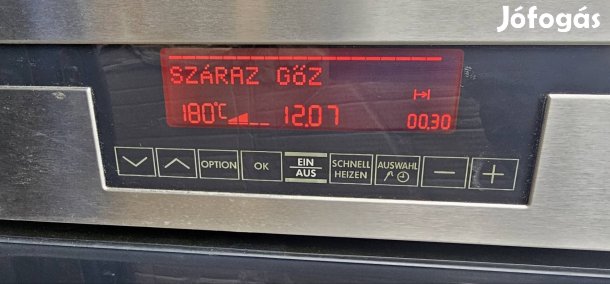 Jófogás
SZÁRAZ GŐZ
180°C 12.07 00.30
OPTION OK EIN AUS SCHNELL HEIZEN AUSWAHL